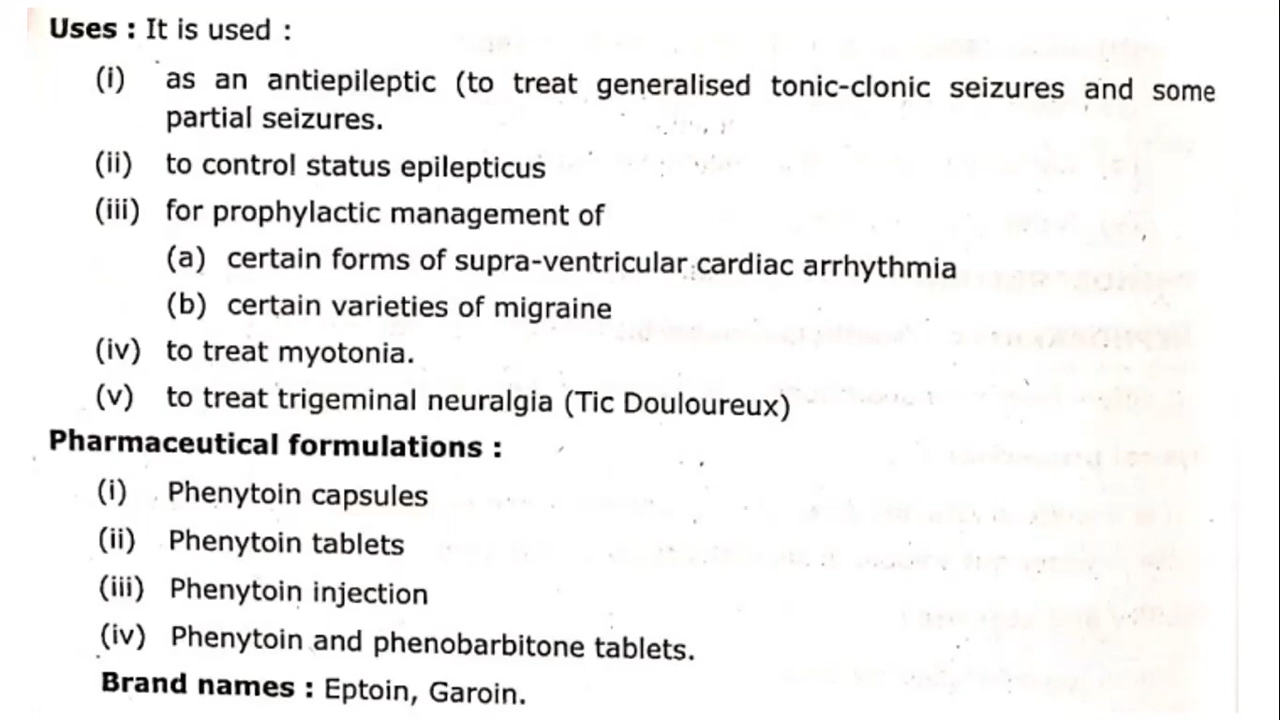 Uses : It is used :
(i) as an antiepileptic (to treat generalised tonic-clonic seizures and some
partial seizures.
(ii) to control status epilepticus
(iii) for prophylactic management of
(a) certain forms of supra-ventricular cardiac arrhythmia
(b) certain varieties of migraine
(iv) to treat myotonia.
(v) to treat trigeminal neuralgia (Tic Douloureux)
Pharmaceutical formulations :
(i) Phenytoin capsules
(ii) Phenytoin tablets
(iii) Phenytoin injection
(iv) Phenytoin and phenobarbitone tablets.
Brand names : Eptoin, Garoin.